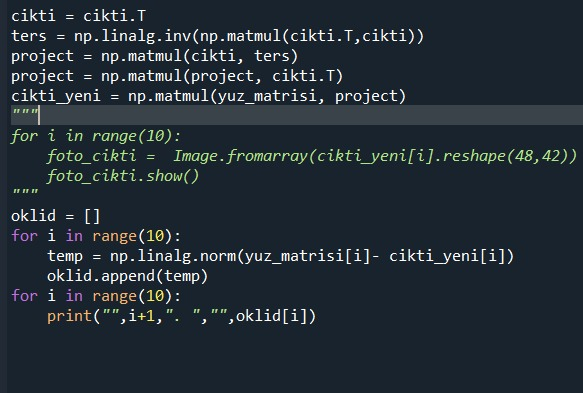 cikti = cikti.T
ters = np.linalg.inv(np.matmul(cikti.T,cikti))
project = np.matmul(cikti, ters)
project = np.matmul(project, cikti.T)
cikti_yeni = np.matmul(yuz_matrisi, project)
"""
for i in range(10):
    foto_cikti =  Image.fromarray(cikti_yeni[i].reshape(48,42))
    foto_cikti.show()
"""
oklid = []
for i in range(10):
    temp = np.linalg.norm(yuz_matrisi[i]- cikti_yeni[i])
    oklid.append(temp)
for i in range(10):
    print("",i+1,". ","",oklid[i])